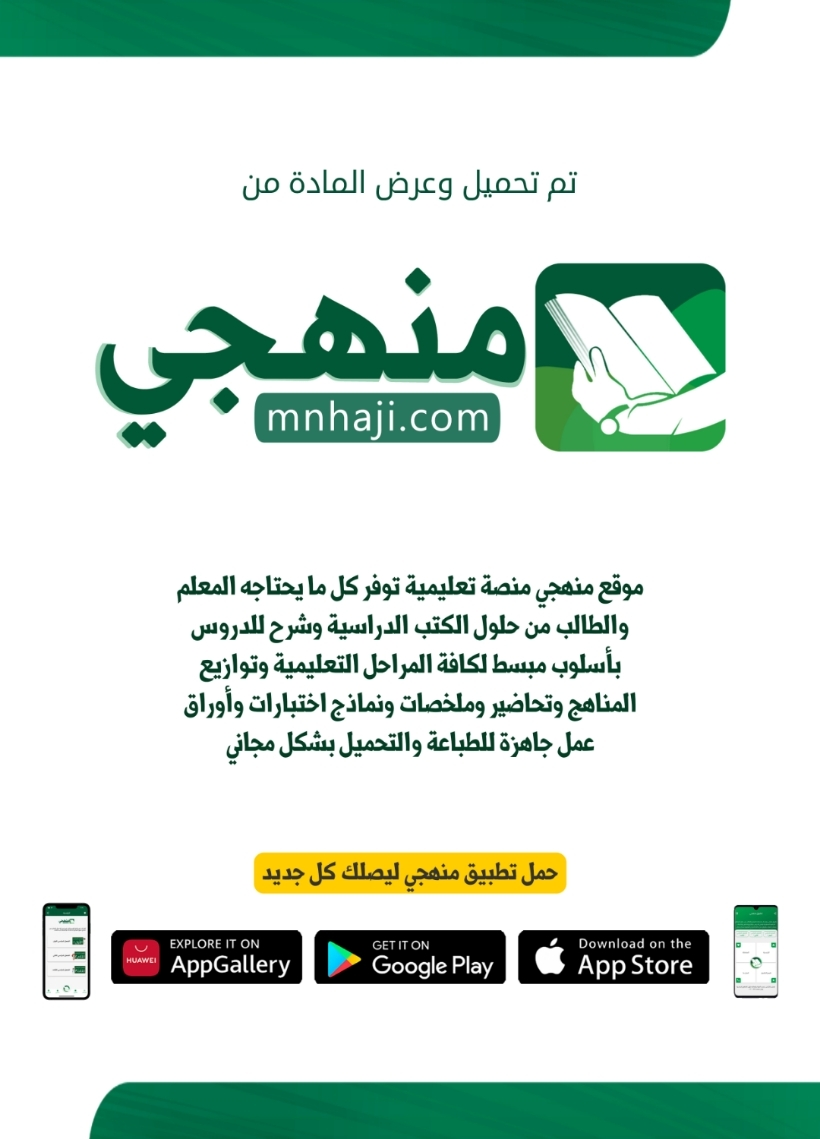 تم تحميل وعرض المادة من
منهجي
mnhaji.com
موقع منهجي منصة تعليمية توفر كل ما يحتاجه المعلم
والطالب من حلول الكتب الدراسية وشرح للدروس
بأسلوب مبسط لكافة المراحل التعليمية وتوازيع
المناهج وتحاضير وملخصات ونماذج اختبارات وأوراق
عمل جاهزة للطباعة والتحميل بشكل مجاني
حمل تطبيق منهجي ليصلك كل جديد
EXPLORE IT ON
AppGallery
HUAWEI
GET IT ON
Google Play
Download on the
App Store